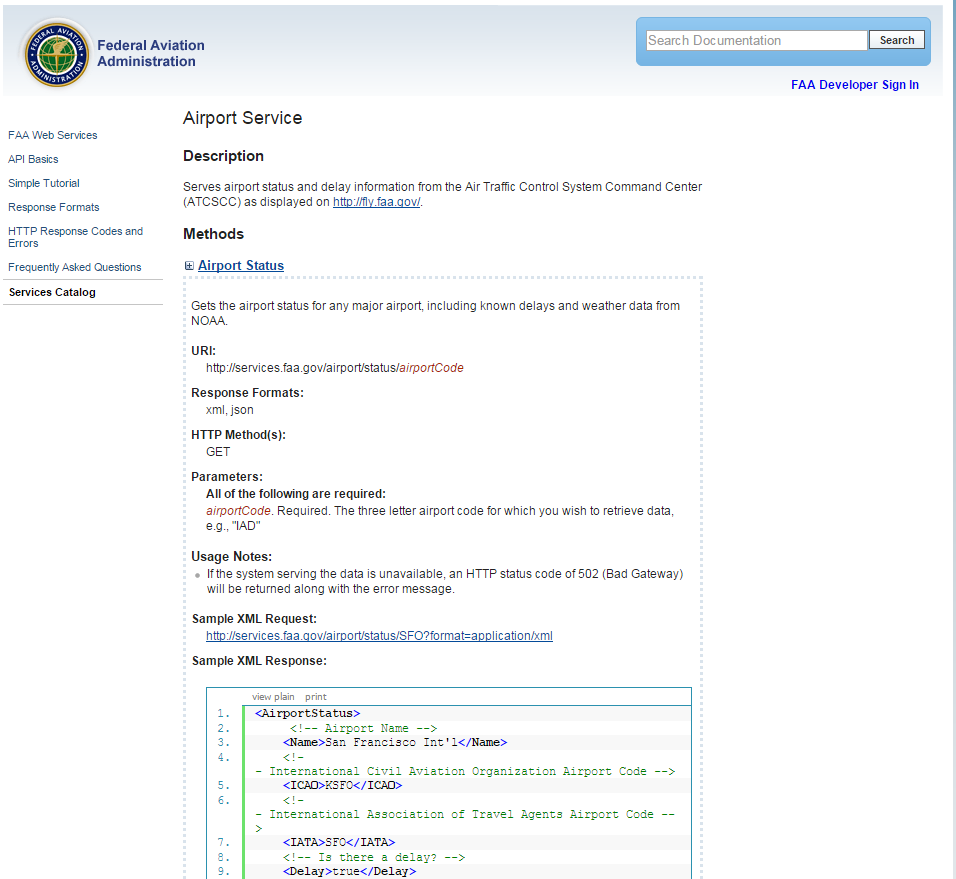 FEDERAL AVIATION
ADMINISTRATION
Federal Aviation
Administration
Search Documentation
Search
FAA Developer Sign In
FAA Web Services
API Basics
Simple Tutorial
Response Formats
HTTP Response Codes and
Errors
Frequently Asked Questions
Services Catalog
Airport Service
Description
Serves airport status and delay information from the Air Traffic Control System Command Center
(ATCSCC) as displayed on http://fly.faa.gov/.
Methods
Airport Status
Gets the airport status for any major airport, including known delays and weather data from
NOAA.
URI:
http://services.faa.gov/airport/status/airportCode
Response Formats:
xml, json
HTTP Method(s):
GET
Parameters:
All of the following are required:
airportCode. Required. The three letter airport code for which you wish to retrieve data,
e.g., "IAD"
Usage Notes:
If the system serving the data is unavailable, an HTTP status code of 502 (Bad Gateway)
will be returned along with the error message.
Sample XML Request:
http://services.faa.gov/airport/status/SFO?format=application/xml
Sample XML Response:
view plain print
1. <AirportStatus>
2. <!-- Airport Name -->
3. <Name>San Francisco Int'l</Name>
4. <!-
- International Civil Aviation Organization Airport Code -->
5. <ICAO>KSFO</ICAO>
6. <!-
- International Association of Travel Agents Airport Code --
>
7. <IATA>SFO</IATA>
8. <!-- Is there a delay? -->
9. <Delay>true</Delay>